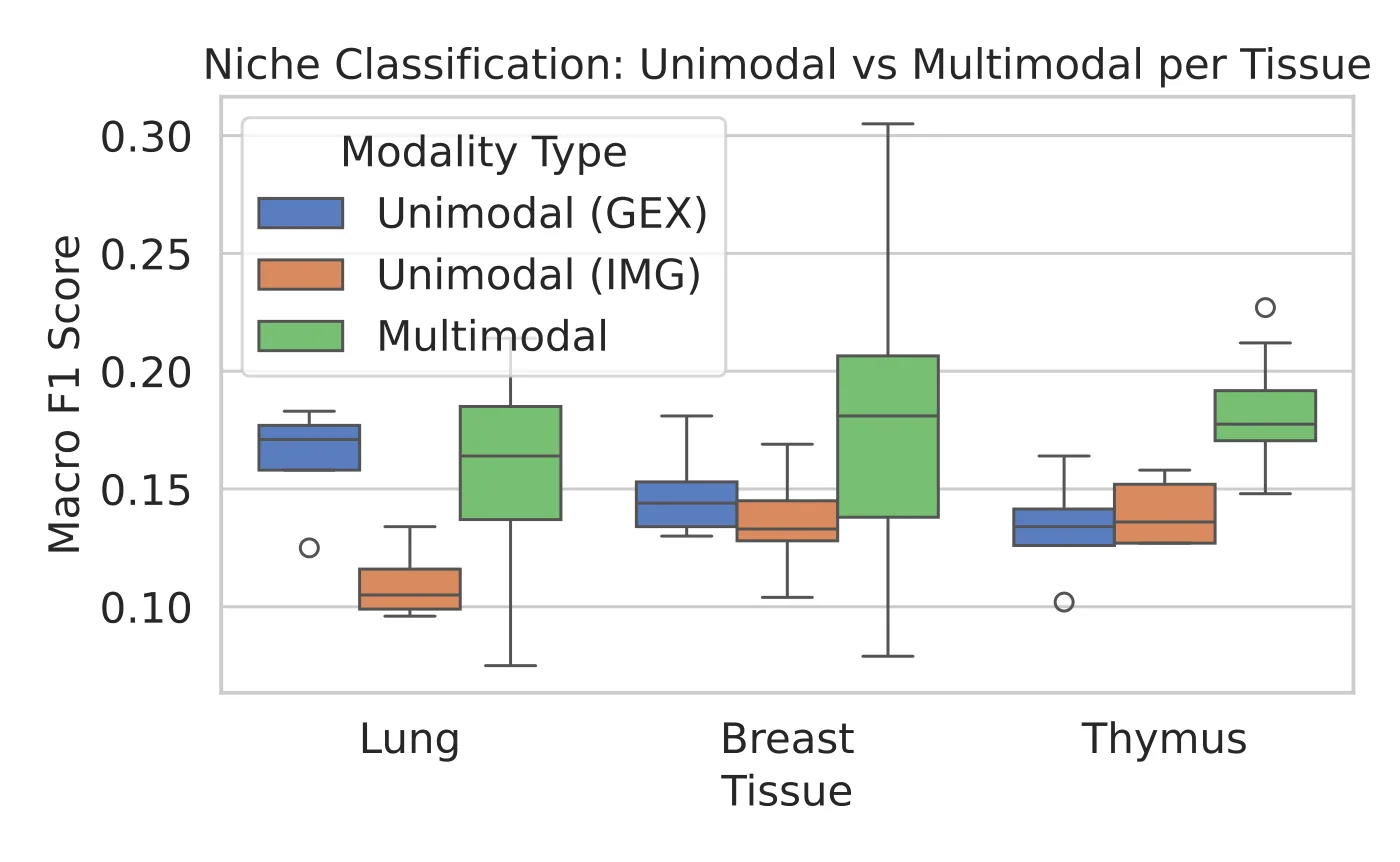 Niche Classification: Unimodal vs Multimodal per Tissue
Macro F1 Score
0.30
0.25
0.20
0.15
0.10
Modality Type
Unimodal (GEX)
Unimodal (IMG)
Multimodal
Lung
Breast
Thymus
Tissue